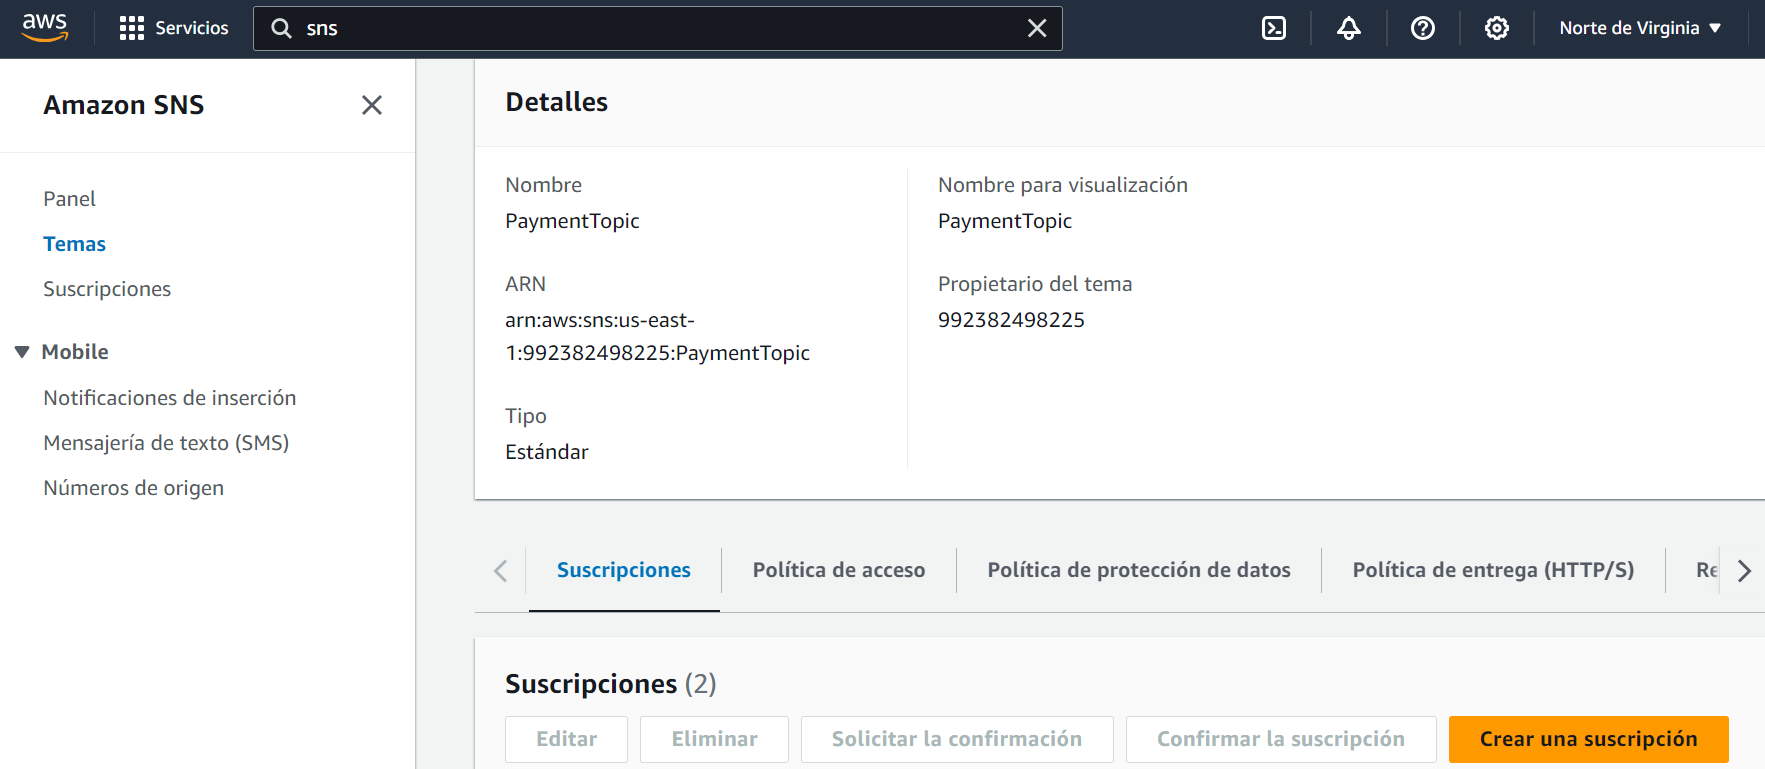 aws
Servicios
sns
Norte de Virginia
Amazon SNS
Panel
Temas
Suscripciones
Mobile
Notificaciones de inserción
Mensajería de texto (SMS)
Números de origen
Detalles
Nombre
PaymentTopic
ARN
arn:aws:sns:us-east-
1:992382498225:PaymentTopic
Tipo
Estándar
Nombre para visualización
PaymentTopic
Propietario del tema
992382498225
Suscripciones
Política de acceso
Política de protección de datos
Política de entrega (HTTP/S)
Suscripciones (2)
Editar
Eliminar
Solicitar la confirmación
Confirmar la suscripción
Crear una suscripción